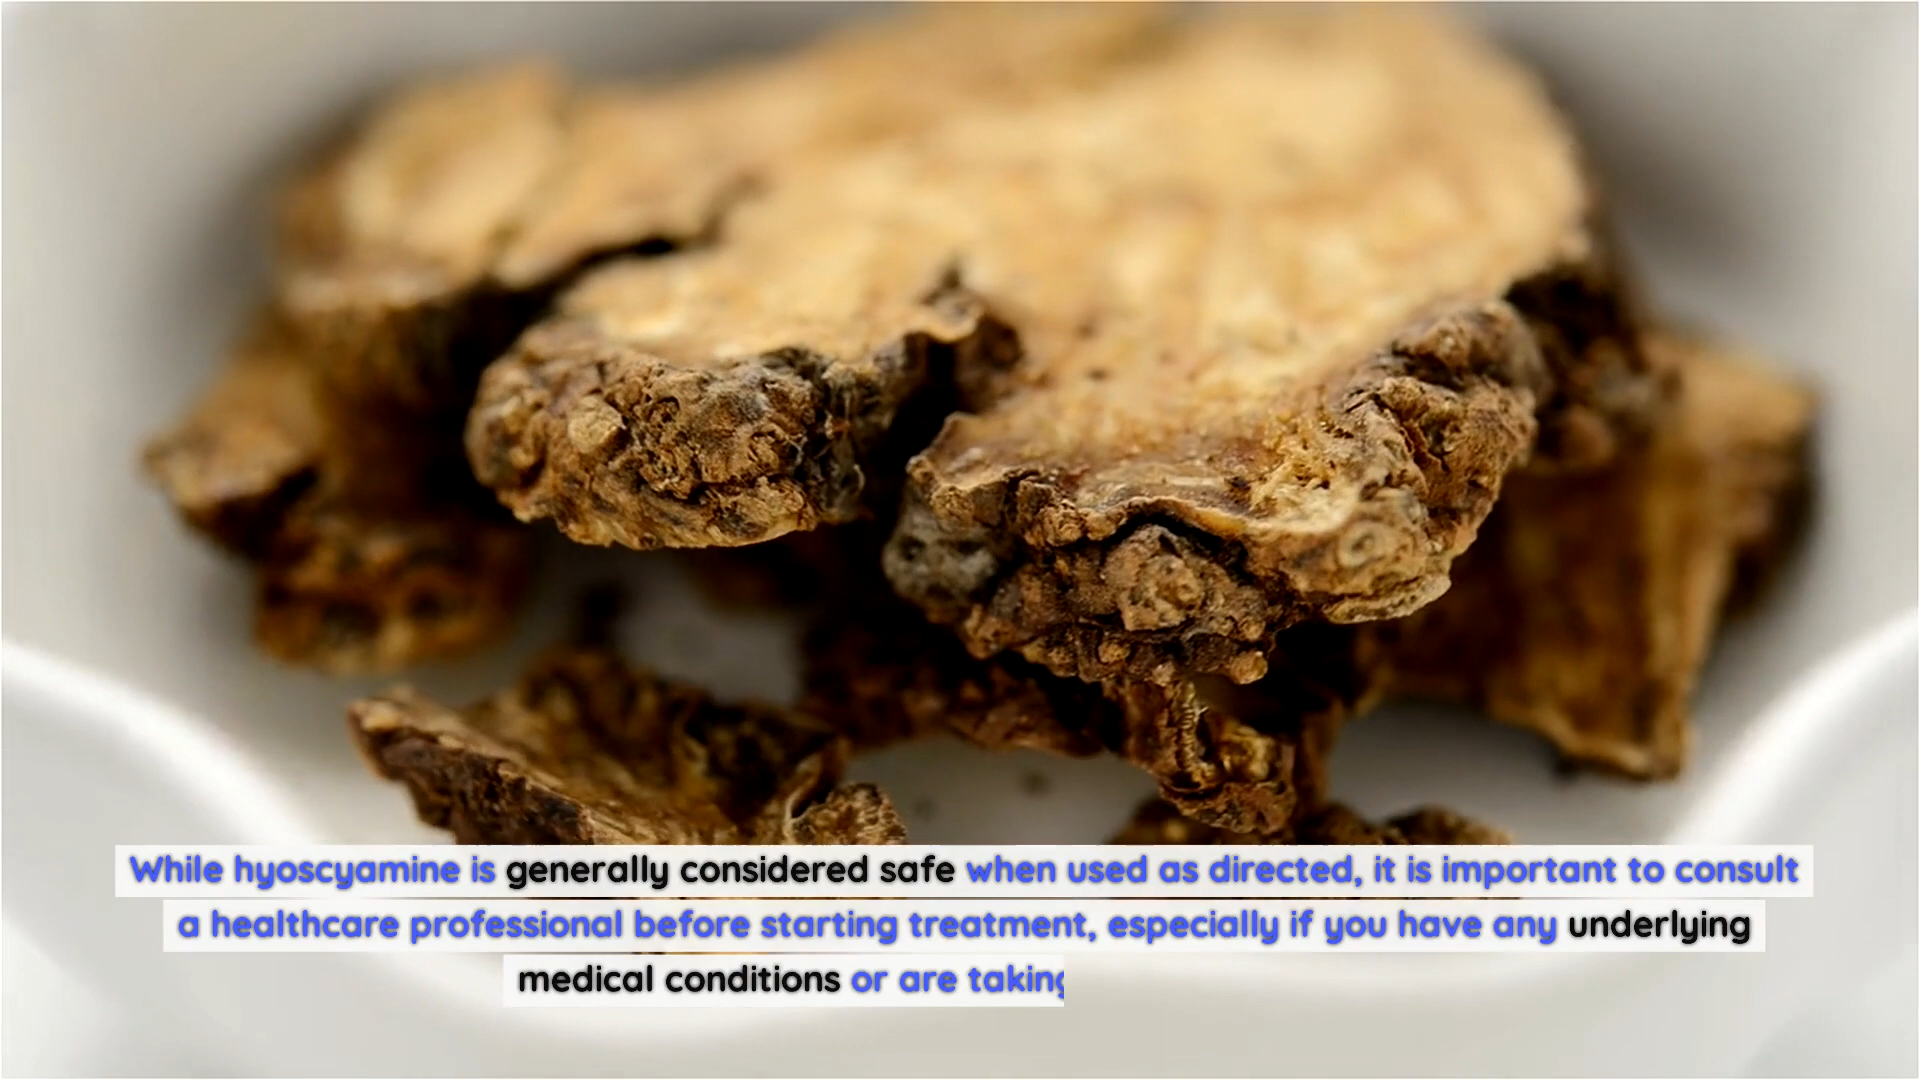 While hyoscyamine is generally considered safe when used as directed, it is important to consult
a healthcare professional before starting treatment, especially if you have any underlying
medical conditions or are taking